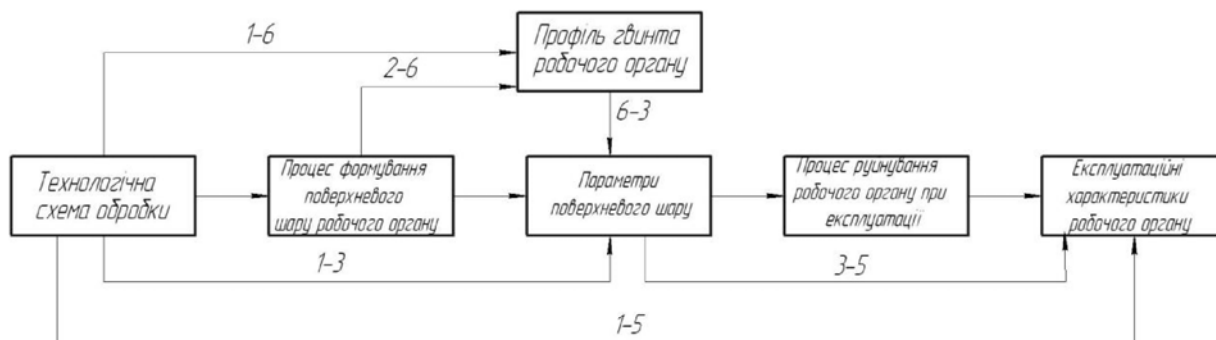 1-6
Профіль гвинта
робочого органу
2-6
6-3
Технологічна
схема обробки
Процес формування
поверхневого
шару робочого органу
Параметри
поверхневого шару
Процес руйнування
робочого органу при
експлуатації
Експлуатаційні
характеристики
робочого органу
1-3
3-5
1-5